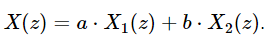 X(z) = a · X₁(z) + b · X₂(z).